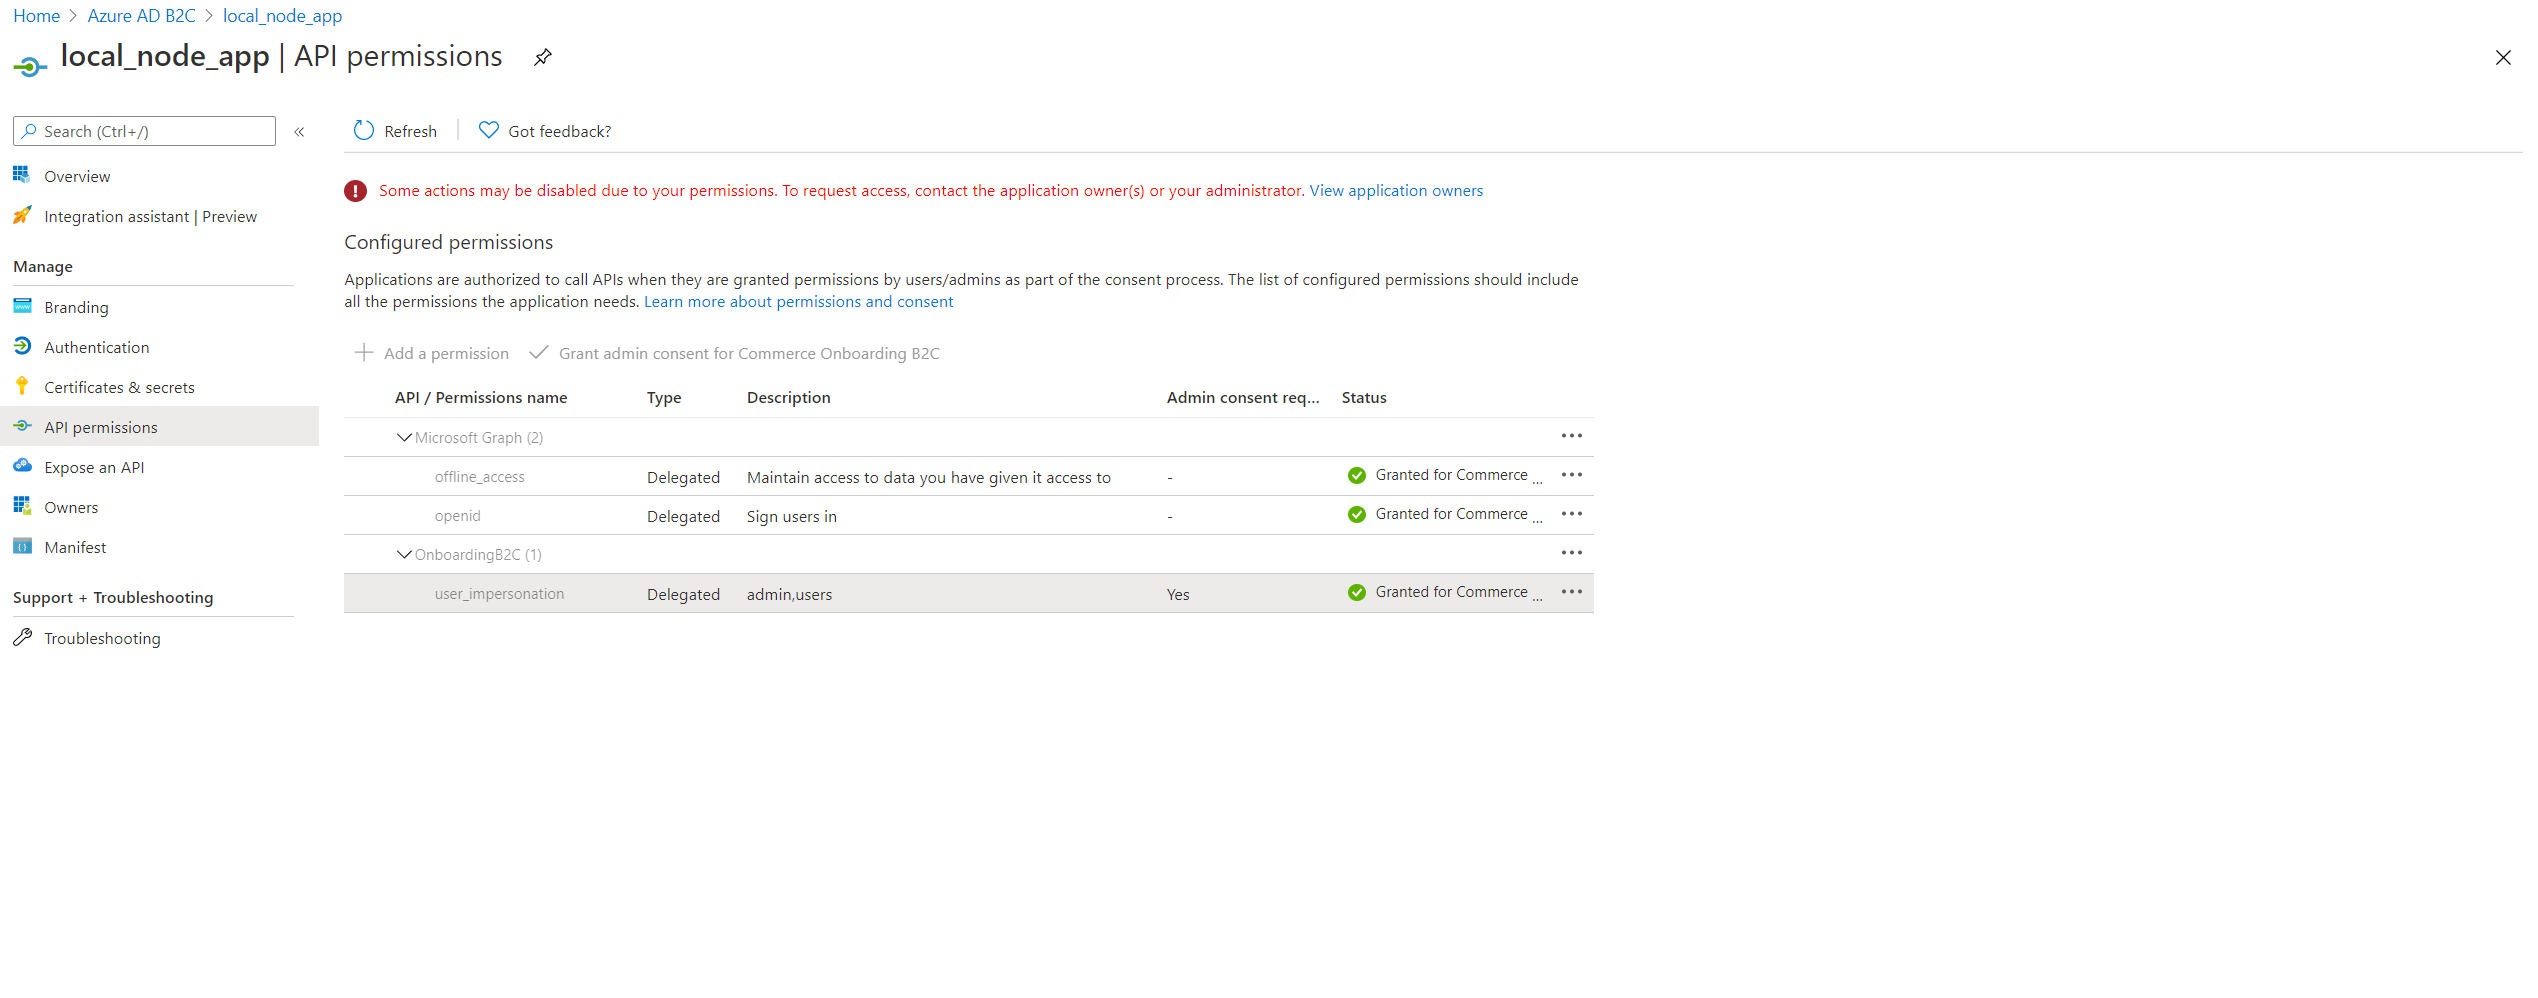 Home > Azure AD B2C > local_node_app
local_node_app | API permissions
Search (Ctrl+/)
«
Overview
Integration assistant | Preview
Manage
Branding
Authentication
Certificates & secrets
API permissions
Expose an API
Owners
Manifest
Support + Troubleshooting
Troubleshooting
Refresh
Got feedback?
Some actions may be disabled due to your permissions. To request access, contact the application owner(s) or your administrator. View application owners
Configured permissions
Applications are authorized to call APIs when they are granted permissions by users/admins as part of the consent process. The list of configured permissions should include
all the permissions the application needs. Learn more about permissions and consent
Add a permission Grant admin consent for Commerce Onboarding B2C
API / Permissions name Type Description Admin consent req... Status
Microsoft Graph (2) ...
offline_access Delegated Maintain access to data you have given it access to - Granted for Commerce ... ...
openid Delegated Sign users in - Granted for Commerce ... ...
OnboardingB2C (1) ...
user_impersonation Delegated admin,users Yes Granted for Commerce ... ...